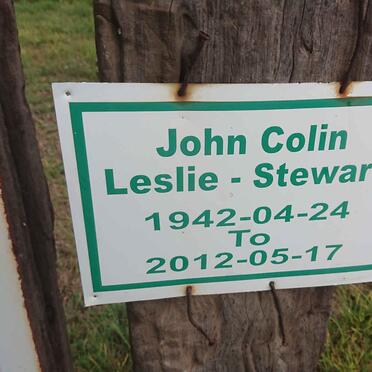 John Colin
Leslie - Stewar
1942-04-24
To
2012-05-17